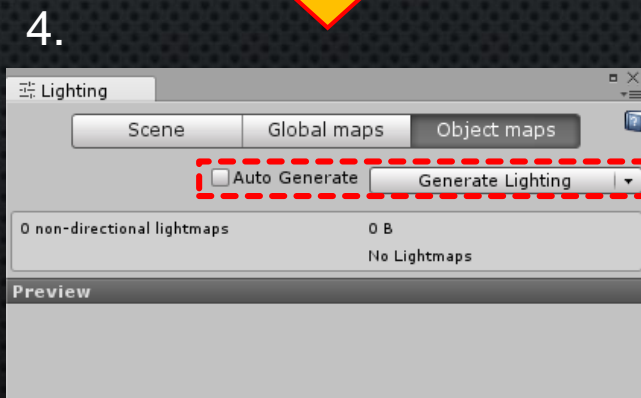 4.
Lighting
Scene Global maps Object maps
Auto Generate Generate Lighting
0 non-directional lightmaps 0 B
No Lightmaps
Preview